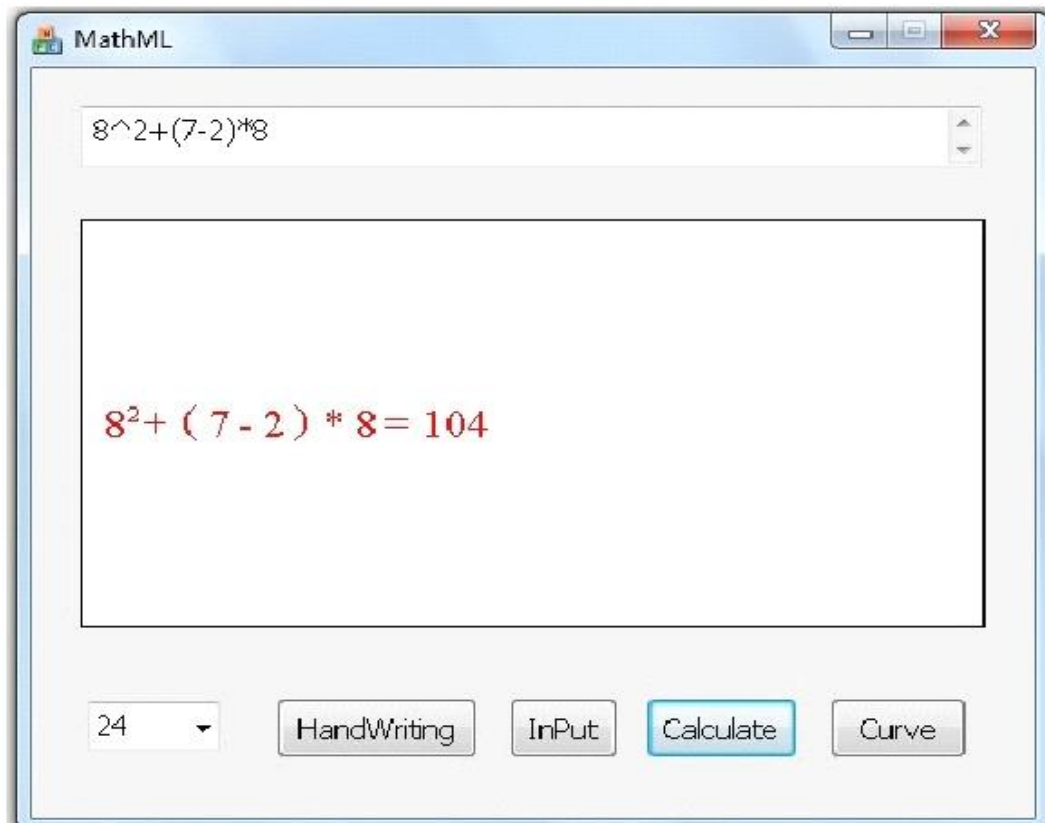 MathML
8^2+(7-2)*8
8²+ ( 7 - 2 ) * 8 = 104
24
HandWriting
InPut
Calculate
Curve